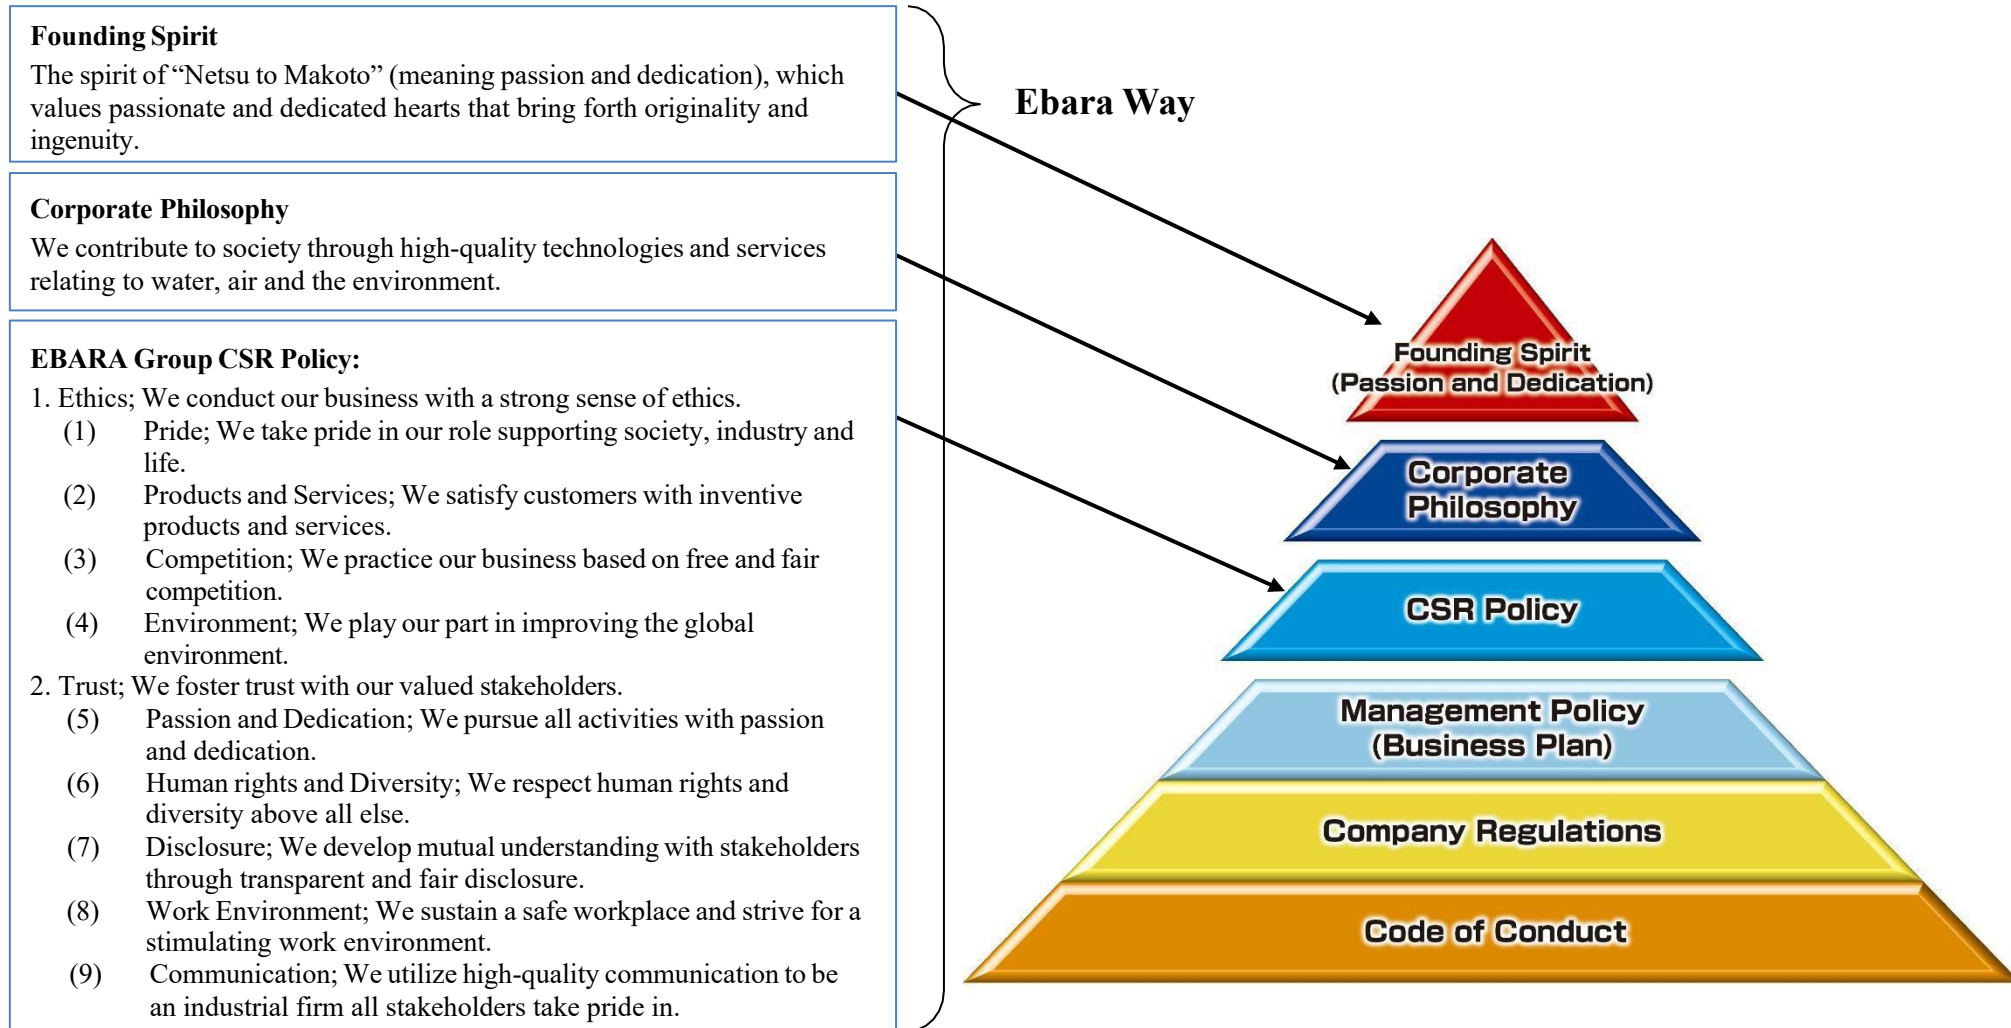 Founding Spirit
The spirit of “Netsu to Makoto” (meaning passion and dedication), which
values passionate and dedicated hearts that bring forth originality and
ingenuity.
Corporate Philosophy
We contribute to society through high-quality technologies and services
relating to water, air and the environment.
EBARA Group CSR Policy:
1. Ethics; We conduct our business with a strong sense of ethics.
(1) Pride; We take pride in our role supporting society, industry and
life.
(2) Products and Services; We satisfy customers with inventive
products and services.
(3) Competition; We practice our business based on free and fair
competition.
(4) Environment; We play our part in improving the global
environment.
2. Trust; We foster trust with our valued stakeholders.
(5) Passion and Dedication; We pursue all activities with passion
and dedication.
(6) Human rights and Diversity; We respect human rights and
diversity above all else.
(7) Disclosure; We develop mutual understanding with stakeholders
through transparent and fair disclosure.
(8) Work Environment; We sustain a safe workplace and strive for a
stimulating work environment.
(9) Communication; We utilize high-quality communication to be
an industrial firm all stakeholders take pride in.
Ebara Way
Founding Spirit
(Passion and Dedication)
Corporate
Philosophy
CSR Policy
Management Policy
(Business Plan)
Company Regulations
Code of Conduct